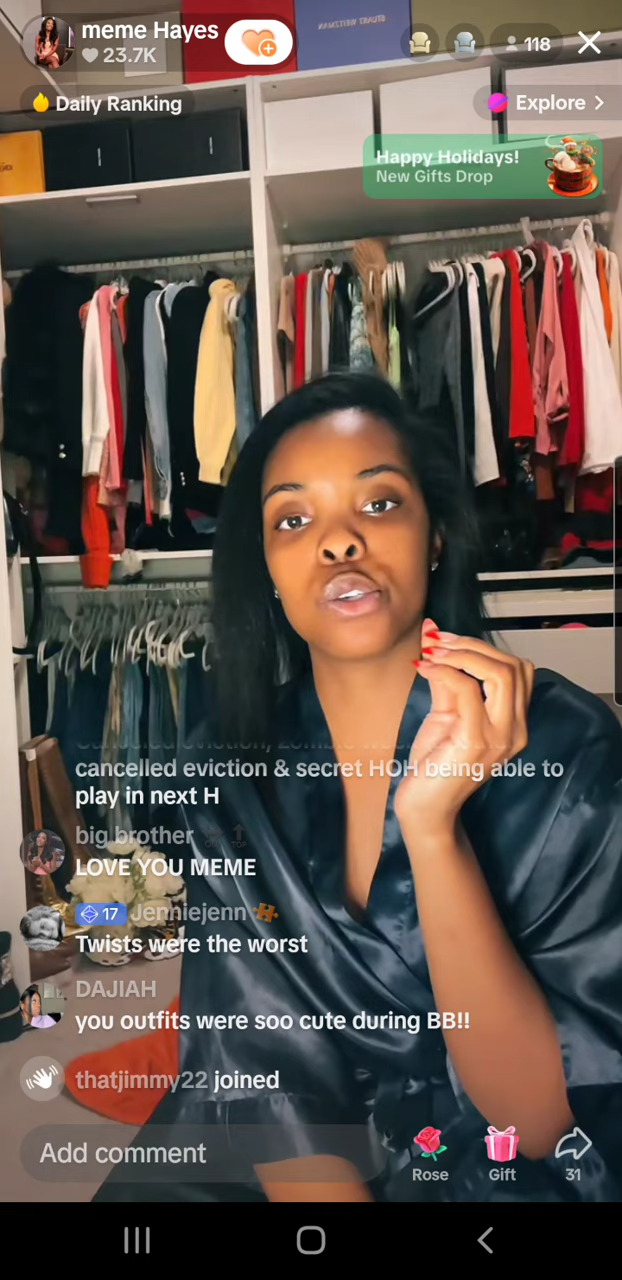 meme Hayes
23.7K
118
Daily Ranking
Explore
Happy Holidays!
New Gifts Drop
cancelled eviction & secret HOH being able to
play in next H
big brother
TOP
LOVE YOU MEME
17 Jenniejenn
Twists were the worst
DAJIAH
you outfits were soo cute during BB!!
thatjimmy22 joined
Add comment
Rose
Gift
31